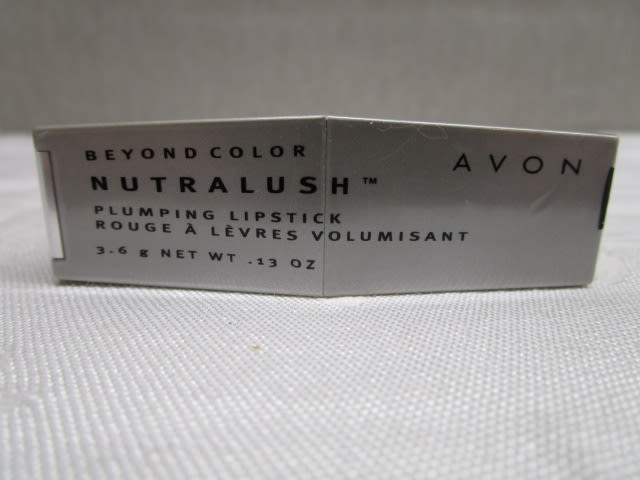 BEYOND COLOR
AVON
NUTRALUSH™
PLUMPING LIPSTICK
ROUGE À LÈVRES VOLUMISANT
3.6 g NET WT .13 OZ